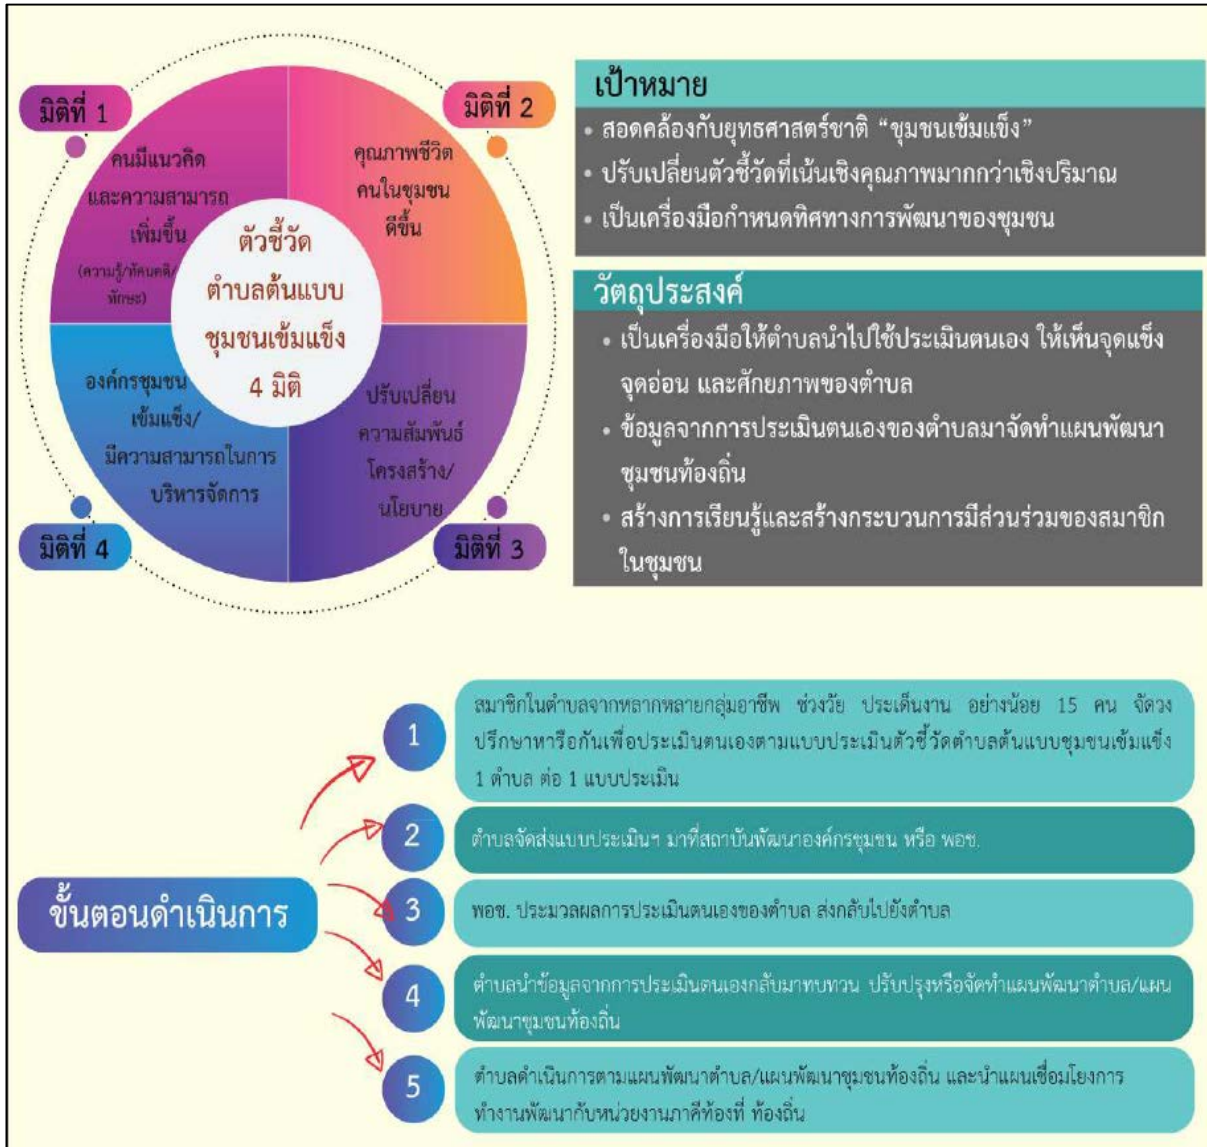 มิติที่ 1
คนมีแนวคิด
และความสามารถ
เพิ่มขึ้น
(ความรู้/ทัศนคติ/
ทักษะ)
มิติที่ 2
คุณภาพชีวิต
คนในชุมชน
ดีขึ้น
ตัวชี้วัด
ตำบลต้นแบบ
ชุมชนเข้มแข็ง
4 มิติ
องค์กรชุมชน
เข้มแข็ง/
มีความสามารถในการ
บริหารจัดการ
มิติที่ 4
ปรับเปลี่ยน
ความสัมพันธ์
โครงสร้าง/
นโยบาย
มิติที่ 3
เป้าหมาย
• สอดคล้องกับยุทธศาสตร์ชาติ “ชุมชนเข้มแข็ง”
• ปรับเปลี่ยนตัวชี้วัดที่เน้นเชิงคุณภาพมากกว่าเชิงปริมาณ
• เป็นเครื่องมือกำหนดทิศทางการพัฒนาของชุมชน
วัตถุประสงค์
• เป็นเครื่องมือให้ตำบลนำไปใช้ประเมินตนเอง ให้เห็นจุดแข็ง
จุดอ่อน และศักยภาพของตำบล
• ข้อมูลจากการประเมินตนเองของตำบลมาจัดทำแผนพัฒนา
ชุมชนท้องถิ่น
• สร้างการเรียนรู้และสร้างกระบวนการมีส่วนร่วมของสมาชิก
ในชุมชน
ขั้นตอนดำเนินการ
1
สมาชิกในตำบลจากหลากหลายกลุ่มอาชีพ ช่วงวัย ประเด็นงาน อย่างน้อย 15 คน จัดวง
ปรึกษาหารือกันเพื่อประเมินตนเองตามแบบประเมินตัวชี้วัดตำบลต้นแบบชุมชนเข้มแข็ง
1 ตำบล ต่อ 1 แบบประเมิน
2
ตำบลจัดส่งแบบประเมินฯ มาที่สถาบันพัฒนาองค์กรชุมชน หรือ พอช.
3
พอช. ประมวลผลการประเมินตนเองของตำบล ส่งกลับไปยังตำบล
4
ตำบลนำข้อมูลจากการประเมินตนเองกลับมาทบทวน ปรับปรุงหรือจัดทำแผนพัฒนาตำบล/แผน
พัฒนาชุมชนท้องถิ่น
5
ตำบลดำเนินการตามแผนพัฒนาตำบล/แผนพัฒนาชุมชนท้องถิ่น และนำแผนเชื่อมโยงการ
ทำงานพัฒนากับหน่วยงานภาคีท้องที่ ท้องถิ่น